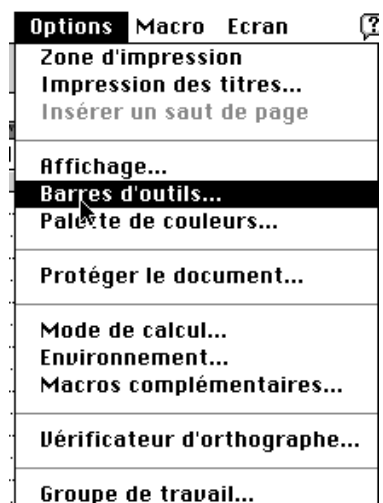 Options Macro Ecran ?
Zone d'impression
Impression des titres...
Insérer un saut de page
Affichage...
Barres d'outils...
Palette de couleurs...
Protéger le document...
Mode de calcul...
Environnement...
Macros complémentaires...
Vérificateur d'orthographe...
Groupe de travail...